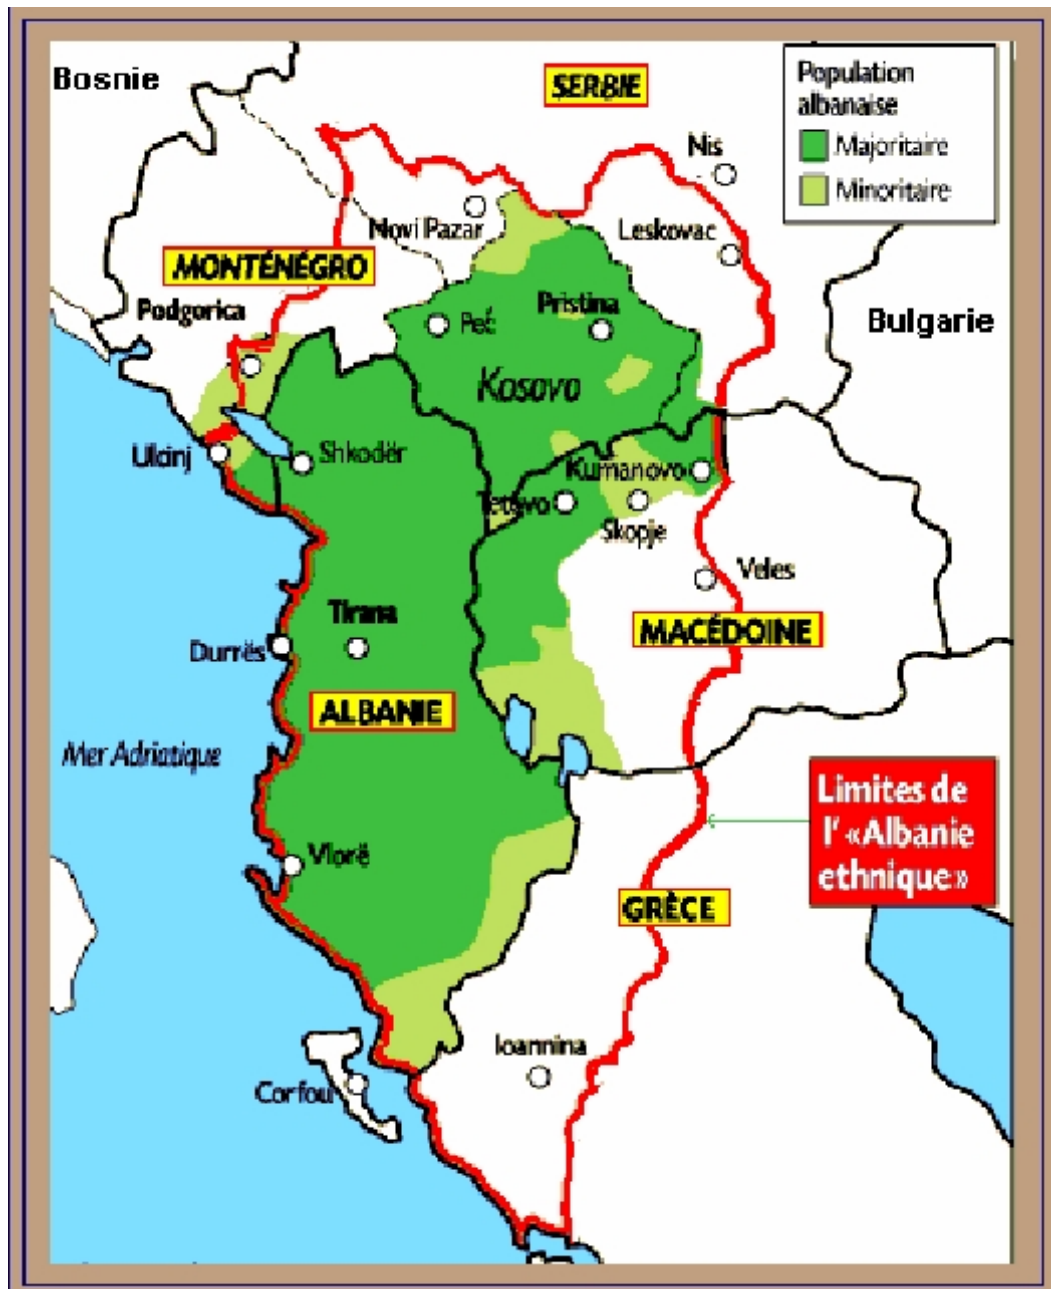 Bosnie
SERBIE
Population
albanaise
Majoritaire
Minoritaire
Nis
Novi Pazar
Leskovac
MONTÉNÉGRO
Podgorica
Peć
Pristina
Bulgarie
Kosovo
Ulcinj
Shkodër
Kumanovo
Tetovo
Skopje
Veles
Tirana
MACÉDOINE
Durrës
ALBANIE
Mer Adriatique
Limites de
l' «Albanie
ethnique»
Vlorë
GRÈCE
Ioannina
Corfou